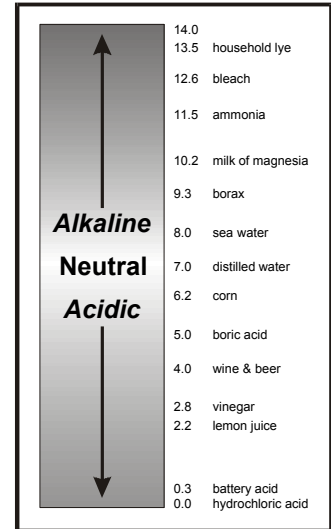 14.0
13.5 household lye
12.6 bleach
11.5 ammonia
10.2 milk of magnesia
9.3 borax
Alkaline
8.0 sea water
Neutral
7.0 distilled water
6.2 corn
Acidic
5.0 boric acid
4.0 wine & beer
2.8 vinegar
2.2 lemon juice
0.3 battery acid
0.0 hydrochloric acid